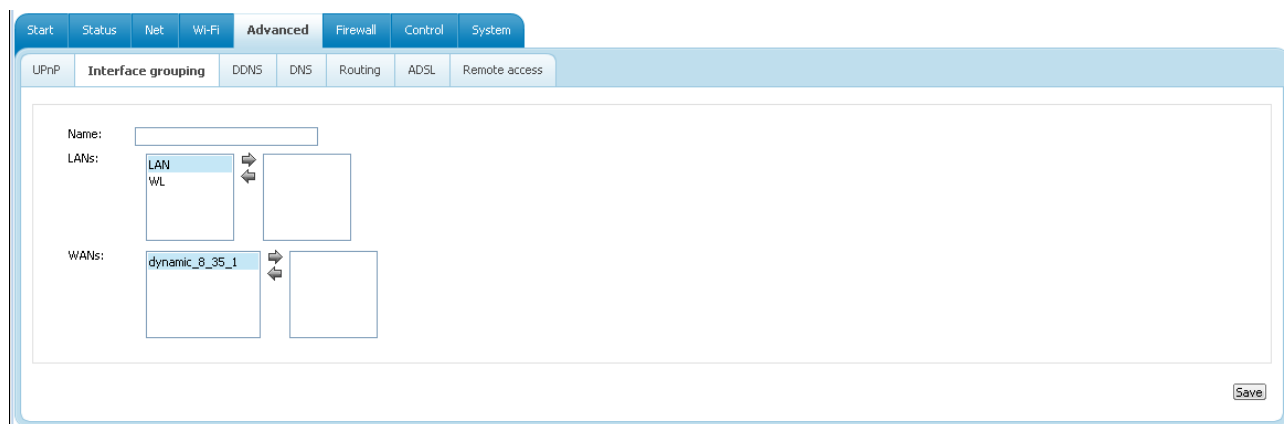 Start Status Net Wi-Fi Advanced Firewall Control System
UPnP Interface grouping DDNS DNS Routing ADSL Remote access
Name:
LANs:
LAN
WL
WANs:
dynamic_8_35_1
Save